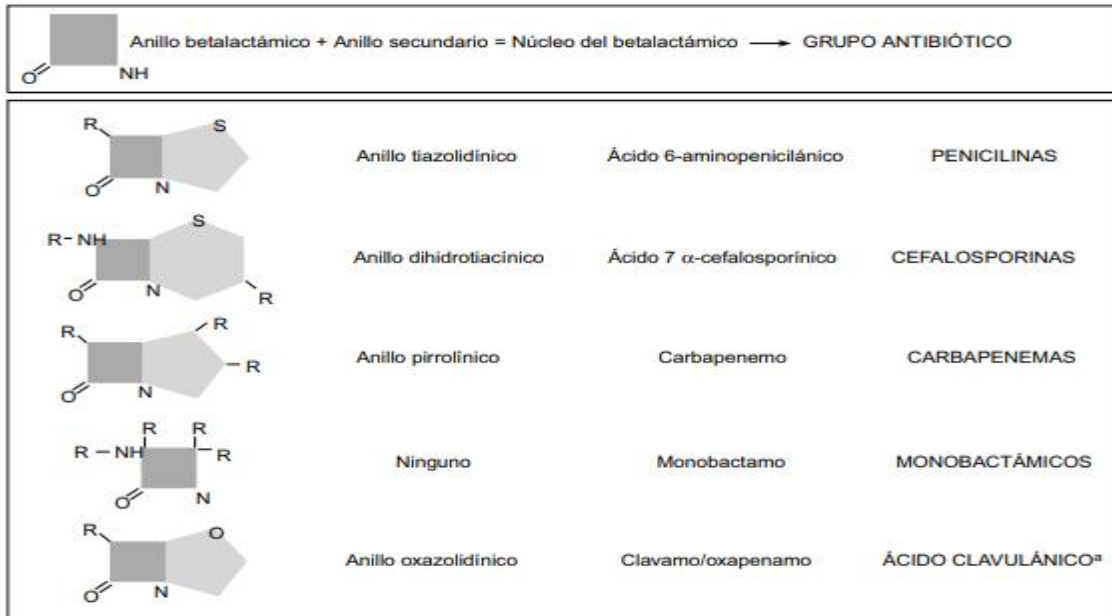 Anillo betalactámico + Anillo secundario = Núcleo del betalactámico ⟶ GRUPO ANTIBIÓTICO
O
NH
R
S
O
N
Anillo tiazolidínico Ácido 6-aminopenicilánico PENICILINAS
S
R-NH
O
N
R
Anillo dihidrotiacínico Ácido 7 α-cefalosporínico CEFALOSPORINAS
R
R
R
O
N
Anillo pirrolínico Carbapenemo CARBAPENEMAS
R R
R-NH R
O
N
Ninguno Monobactamo MONOBACTÁMICOS
R
O
O
N
Anillo oxazolidínico Clavamo/oxapenamo ÁCIDO CLAVULÁNICOª